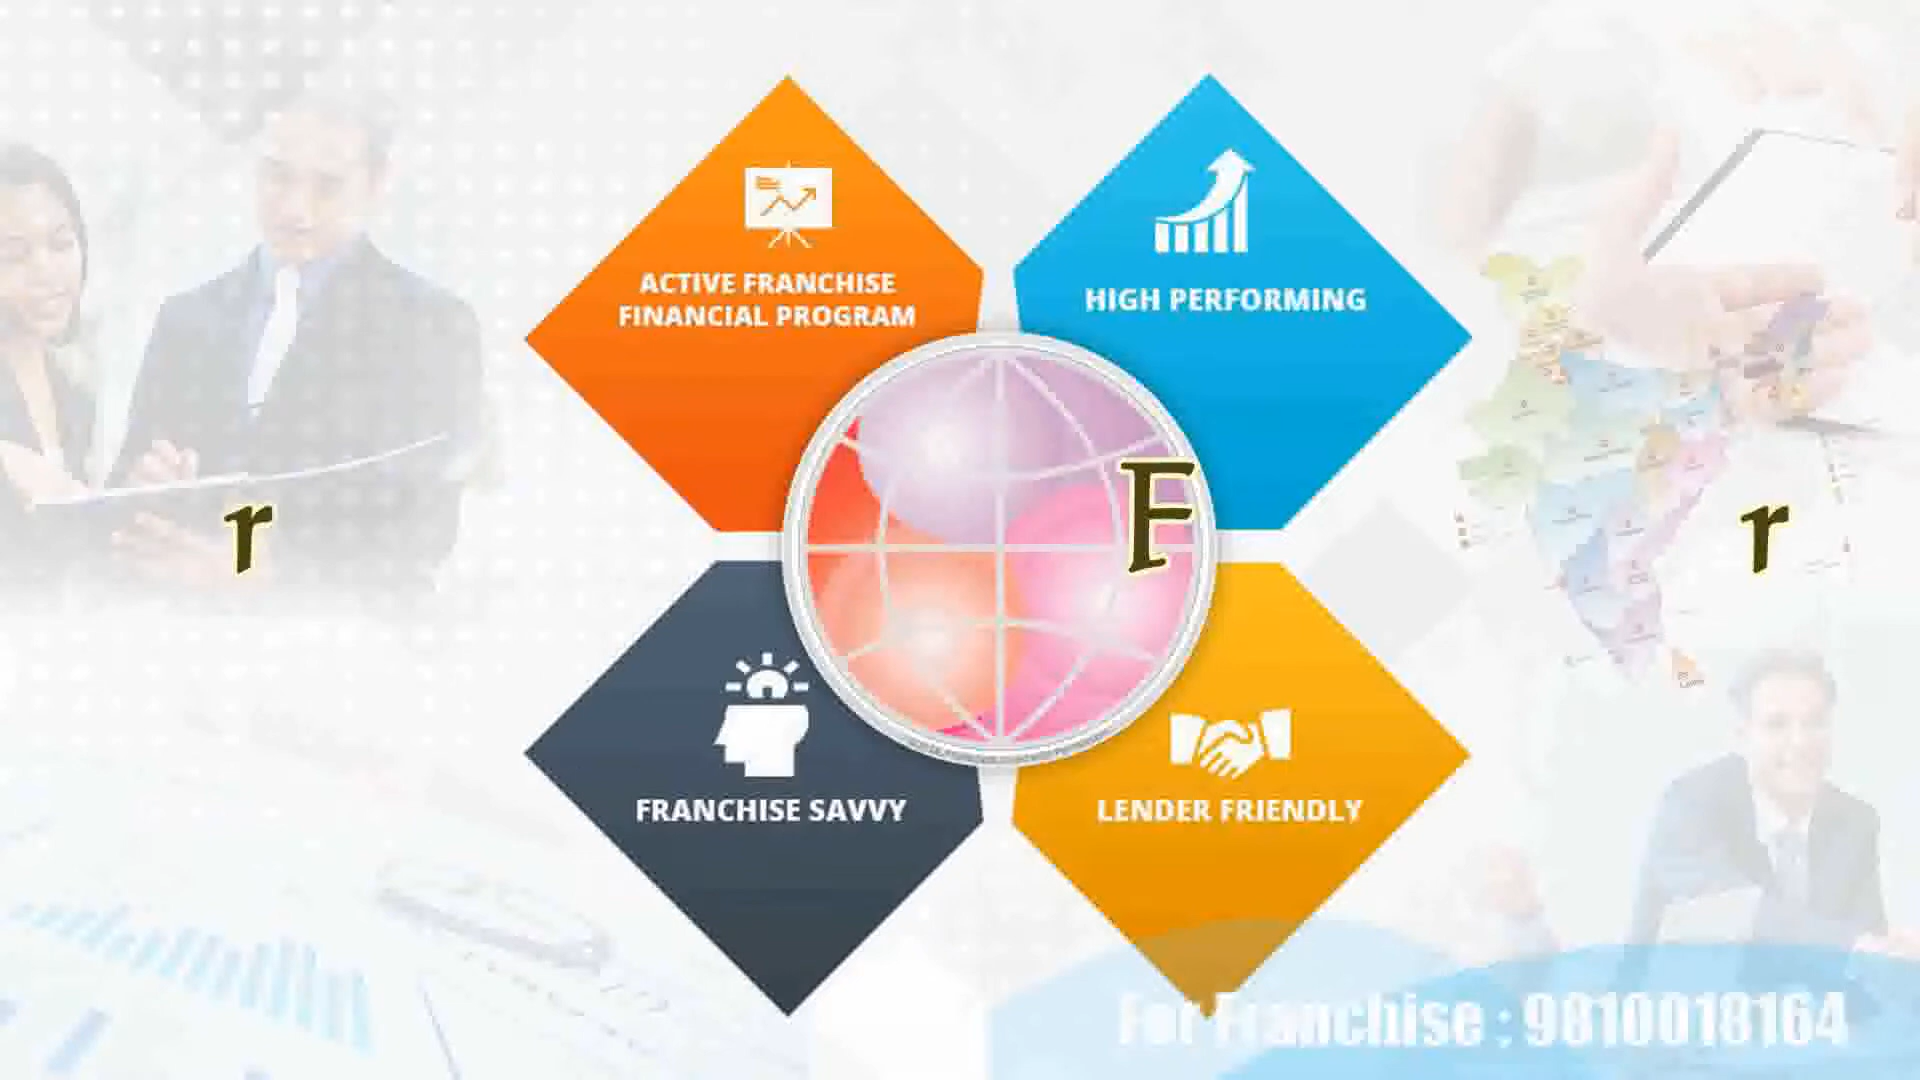 ACTIVE FRANCHISE
FINANCIAL PROGRAM
HIGH PERFORMING
r
F
r
FRANCHISE SAVVY
LENDER FRIENDLY
For Franchise : 9810018164